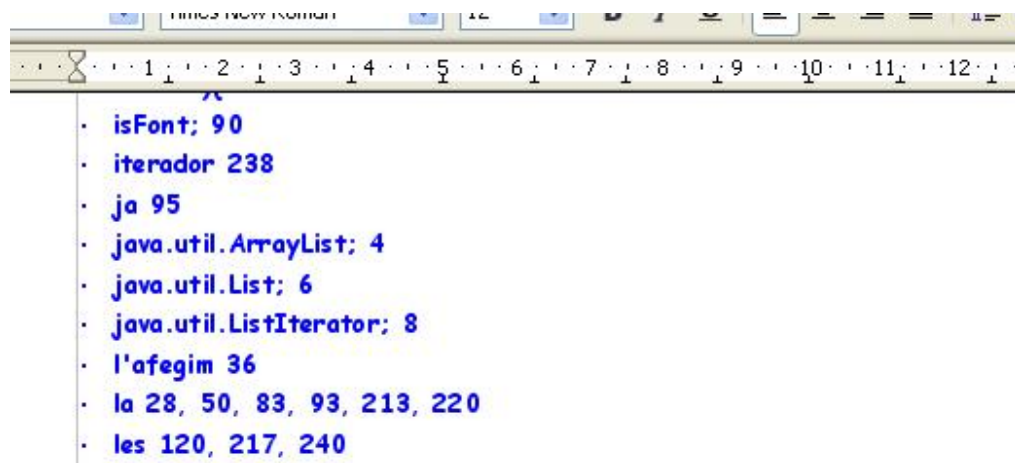 Times New Roman 12
1 2 3 4 5 6 7 8 9 10 11 12
isFont; 90
iterador 238
ja 95
java.util.ArrayList; 4
java.util.List; 6
java.util.ListIterator; 8
l'afegim 36
la 28, 50, 83, 93, 213, 220
les 120, 217, 240